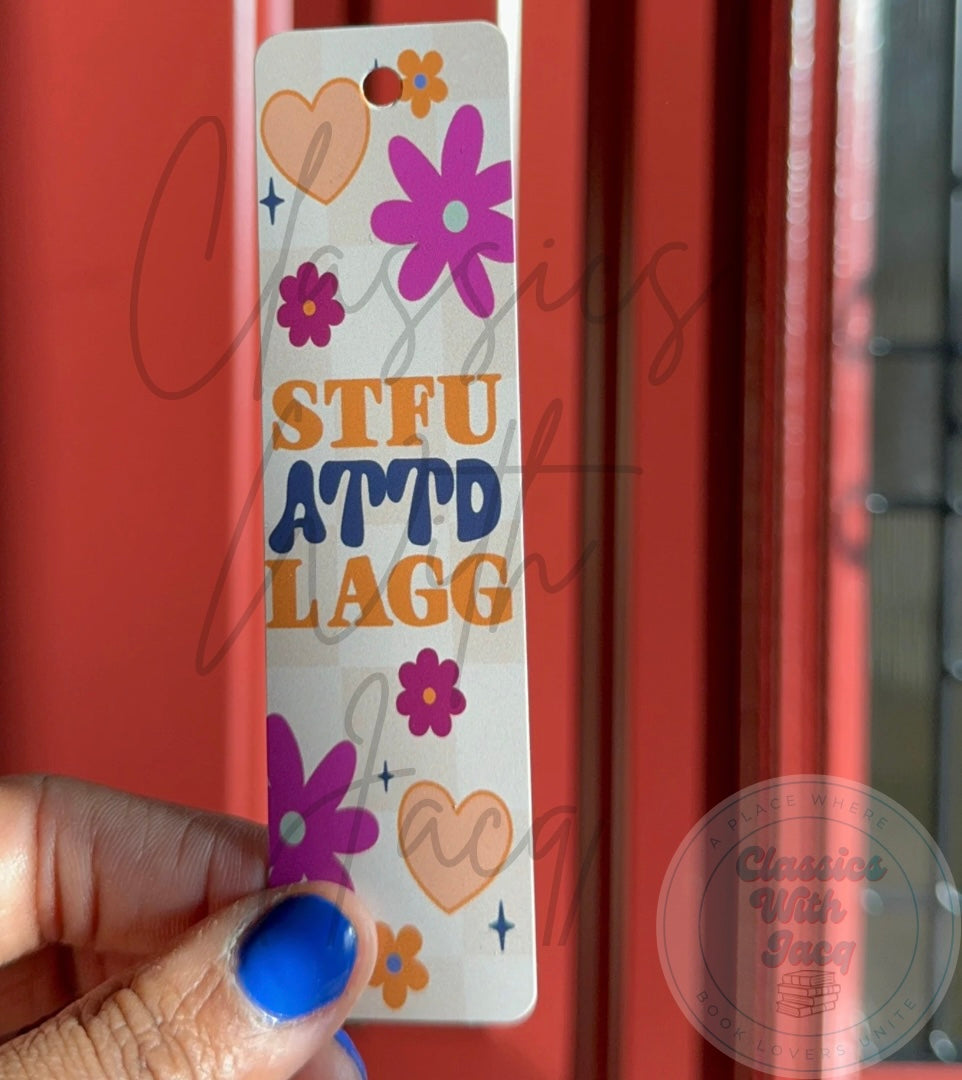 STFU
ATTD
LAGG
Classics
With
Jacq
A PLACE WHERE
Classics
With
Jacq
BOOK LOVERS UNITE